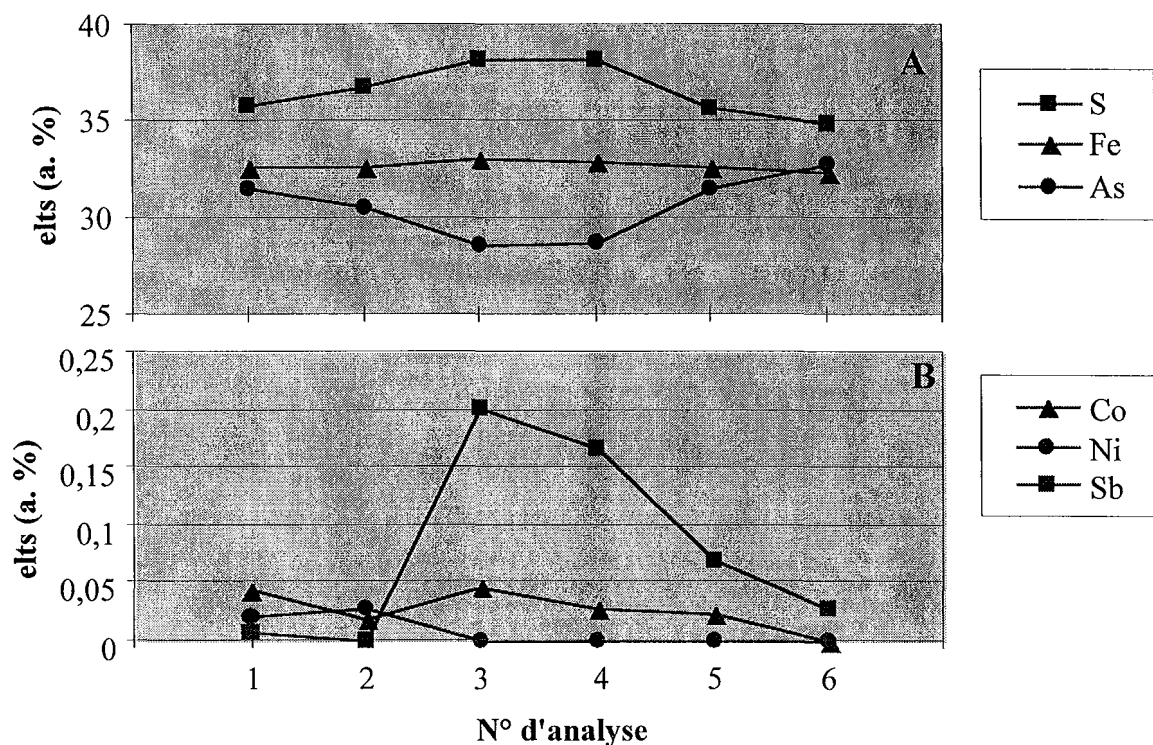 40
35
30
25
elts (a. %)
A
S
Fe
As
0,25
0,2
0,15
0,1
0,05
0
elts (a. %)
B
Co
Ni
Sb
1 2 3 4 5 6
N° d'analyse